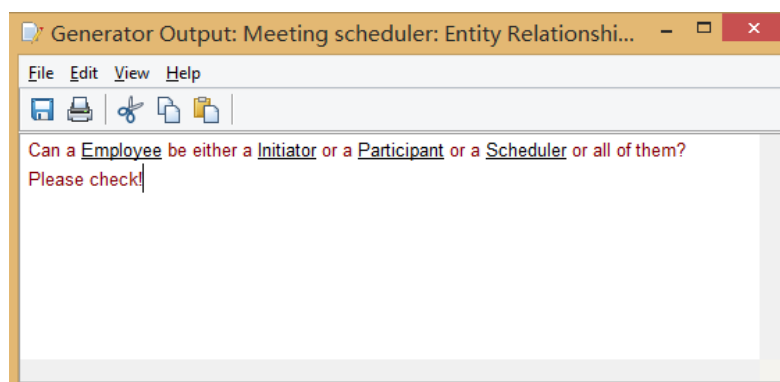 Generator Output: Meeting scheduler: Entity Relationshi...
File Edit View Help
Can a Employee be either a Initiator or a Participant or a Scheduler or all of them?
Please check!